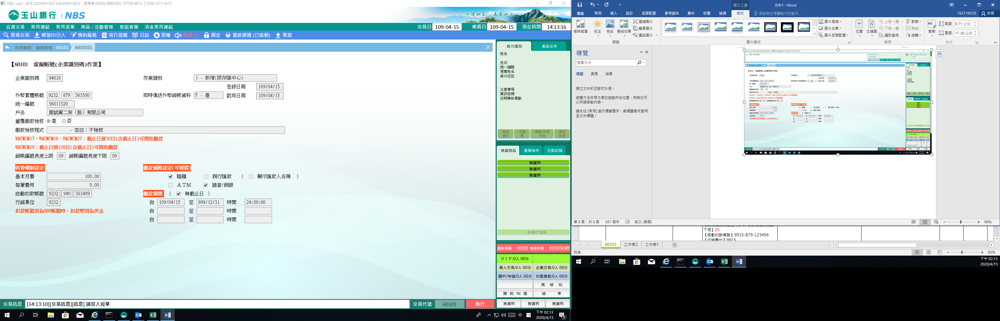 NBS-uat2 (版本:2020041403.b2020041403) 使用者:00402(測試482) 分行別:9915 工作站:L9711A10
玉山銀行 | NBS
心清如玉, 義重如山
自選交易 常用連結 常用表單 商品/活動管理 智能客服 消金常用連結
交易日 109-04-15 帳務日 109-04-15 現在時間 14:13:16
搜尋交易 帳號ID引入 預約服務 蒞行提醒 日誌 授權 廣播:52 鎖定 重啟週邊 (已啟動) 簽退
特殊業務 虛擬帳號 60101 6010101
【60101 虛擬帳號(企業識別碼)作業】
企業識別碼 94018 作業類別 1 - 新增(限存匯中心)
登錄日期 109/04/15
外幣實體帳號 9232 879 563500 即時傳送外幣銷帳資料 Y - 是 啟用日期 109/04/15
統一編號 56011520
戶名 測試黃二癸（股）有限公司
重覆繳款檢核 是 否
繳款檢核程式 - 空白：不檢核
VACNCM17、VACNCM18、VACNCM27：截止日前30日(含截止日)可開始繳款
VACNCM19：截止日前120日(含截止日)可開始繳款
銷帳編號長度上限 09 銷帳編號長度下限 09
收費機制設定 繳款通路設定(可複選)
基本月費 100.00 臨櫃 跨行匯款 （ 顯示匯款人名稱 ）
每筆費用 0.00 ＡＴＭ 語音/網銀
自動扣款帳號 9232 940 563499 繳款期間 （ 無截止日 ）
行銷單位 9232 自 109/04/15 至 999/12/31 時間 24:00:00
扣款帳號若為OBU帳號時，扣款幣別為美金 自 至 時間
自 至 時間
身分識別 產品往來
姓名
生日
統一編號
理專姓名
身分註記
注意事項
簡訊密碼
近期事故異動
顧客資訊 手續費 通路/共同行銷 顧客影像
推薦商品 重要事件 互動記錄
無資料
無資料
無資料
一般轉介登錄
服務號碼： 0000 等候時間： 00分00秒
ＶＩＰ:0人 00分
個人交易:0人 00分 企業交易:0人 00分
開戶/申請:0人 00分 外匯業務:0人 00分
再 呼 叫
預 約 叫 號 結 束
無資料 無資料 無資料
交易訊息 [14:13:10][交易訊息][訊息] 請放入短單 交易代號 60101 執行
中
下午 02:13
2020/4/15
3
圖片工具 文件1 - Word
檔案 常用 插入 設計 版面配置 參考資料 郵件 校閱 檢視 格式 告訴我您想要執行的動作... TEST19125 共用
移除背景 校正 色彩 美術效果 壓縮圖片 變更圖片 重設圖片
圖片框線 圖片效果 圖片版面配置
位置 文繞圖 上移一層 下移一層 選取窗格 對齊 群組 旋轉
裁剪 高度: 9.71 公分 寬度: 17.36 公分
調整 圖片樣式 排列 大小
導覽
搜尋文件
標題 頁面 結果
建立文件的互動式外框。
這種方法非常方便您追蹤所在位置，同時也可
以快速移動內容。
請先從 [常用] 索引標籤著手，將標題樣式套用
至文件標題。
第 8 頁，共 8 頁 387 個字 英文 (美國) 96%
下限】05
【自動扣款帳號】9915-879-123456
【行銷單位】9915
60101 工作表2 工作表1
就緒 80%
下午 02:13
2020/4/15